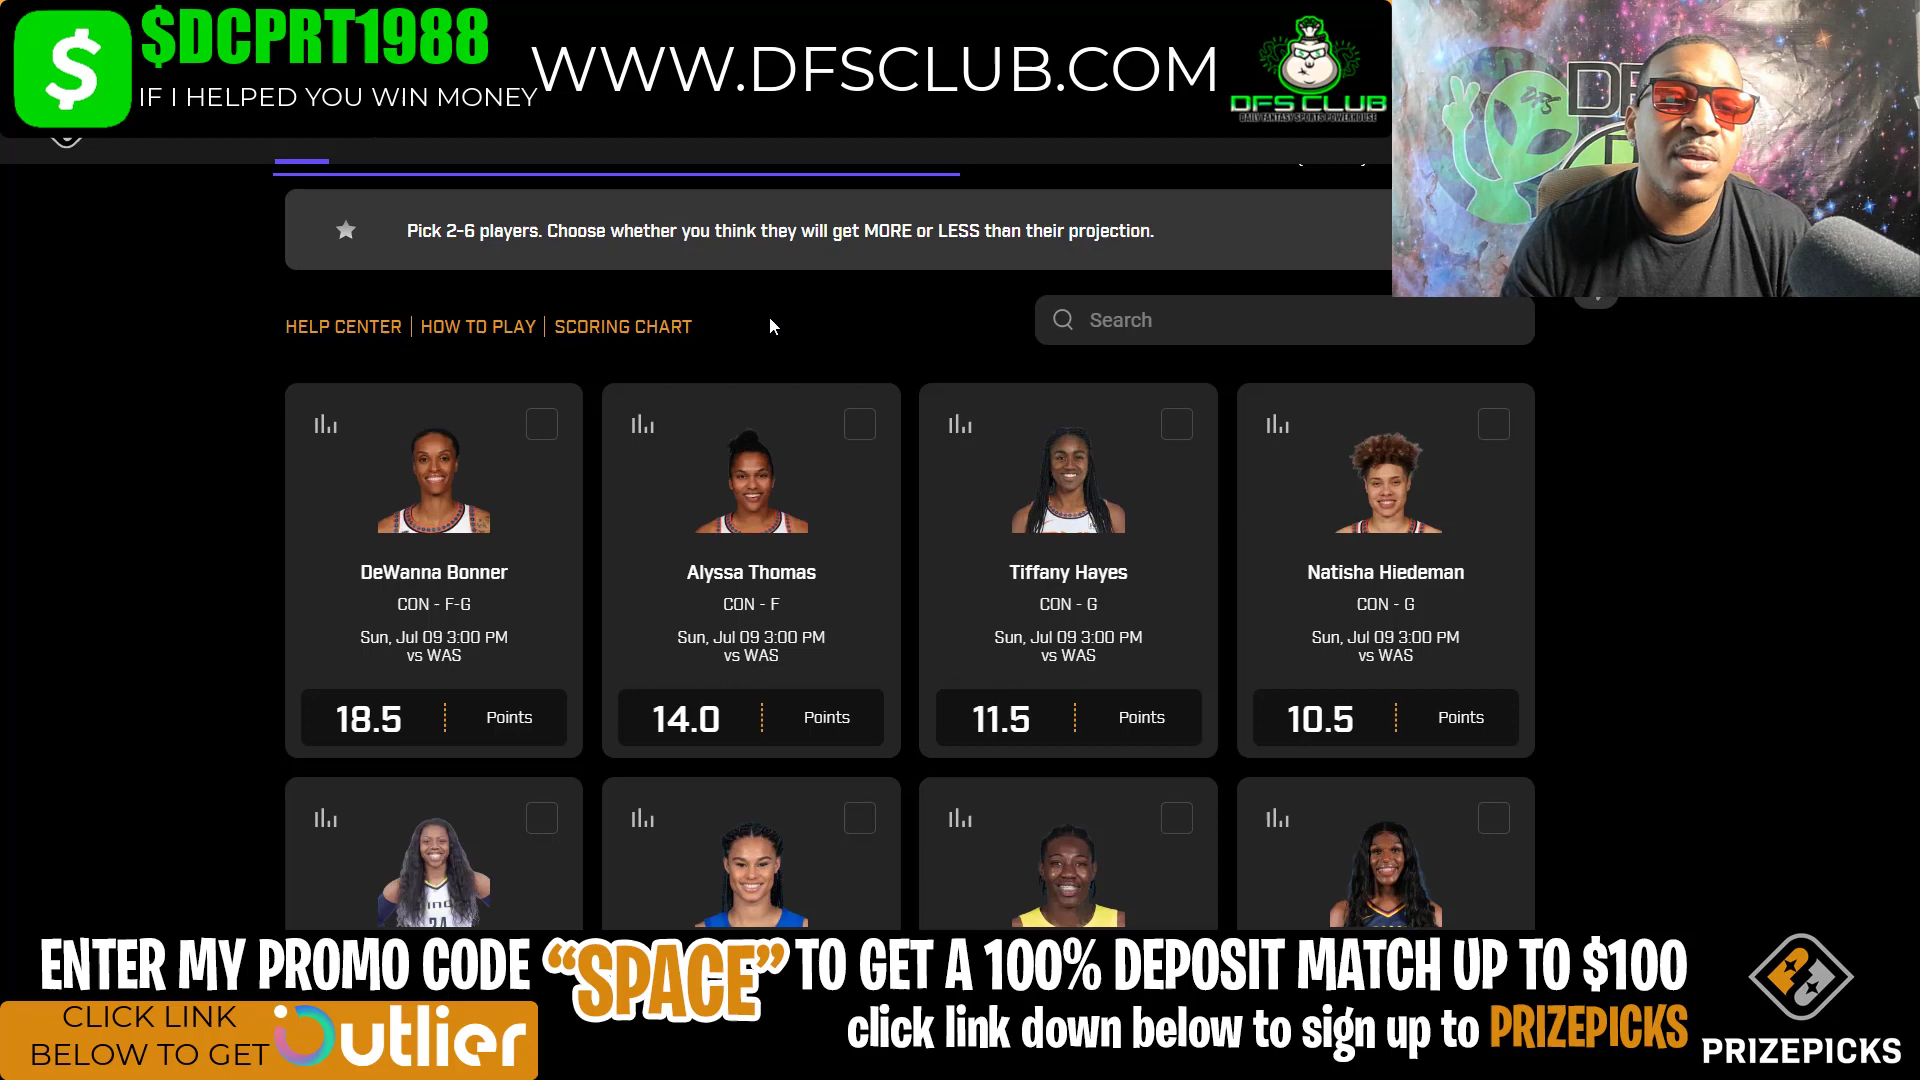 $DCPRT1988
IF I HELPED YOU WIN MONEY
WWW.DFSCLUB.COM
DFS CLUB
DAILY FANTASY SPORTS POWERHOUSE
Pick 2-6 players. Choose whether you think they will get MORE or LESS than their projection.
HELP CENTER | HOW TO PLAY | SCORING CHART
Search
DeWanna Bonner
CON - F-G
Sun, Jul 09 3:00 PM
vs WAS
18.5 Points
Alyssa Thomas
CON - F
Sun, Jul 09 3:00 PM
vs WAS
14.0 Points
Tiffany Hayes
CON - G
Sun, Jul 09 3:00 PM
vs WAS
11.5 Points
Natisha Hiedeman
CON - G
Sun, Jul 09 3:00 PM
vs WAS
10.5 Points
ENTER MY PROMO CODE "SPACE" TO GET A 100% DEPOSIT MATCH UP TO $100
click link down below to sign up to PRIZEPICKS
CLICK LINK
BELOW TO GET
Outlier
PRIZEPICKS